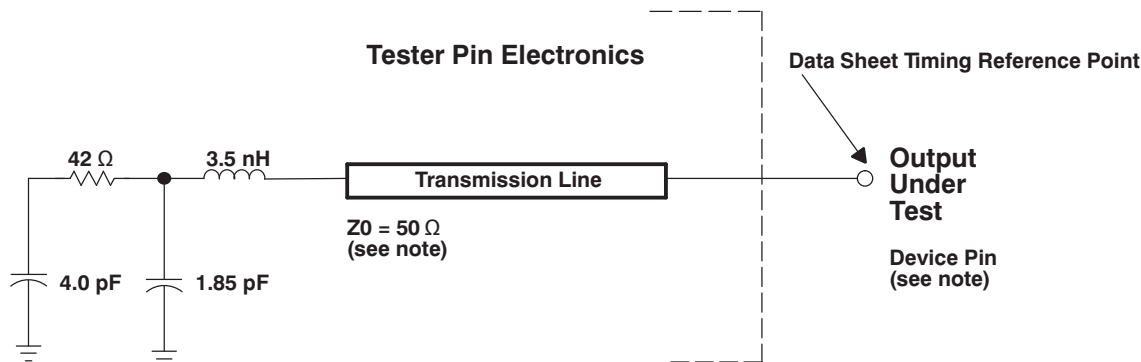 Tester Pin Electronics
Data Sheet Timing Reference Point
42 Ω
3.5 nH
Transmission Line
Output
Under
Test
Z0 = 50 Ω
(see note)
Device Pin
(see note)
4.0 pF
1.85 pF